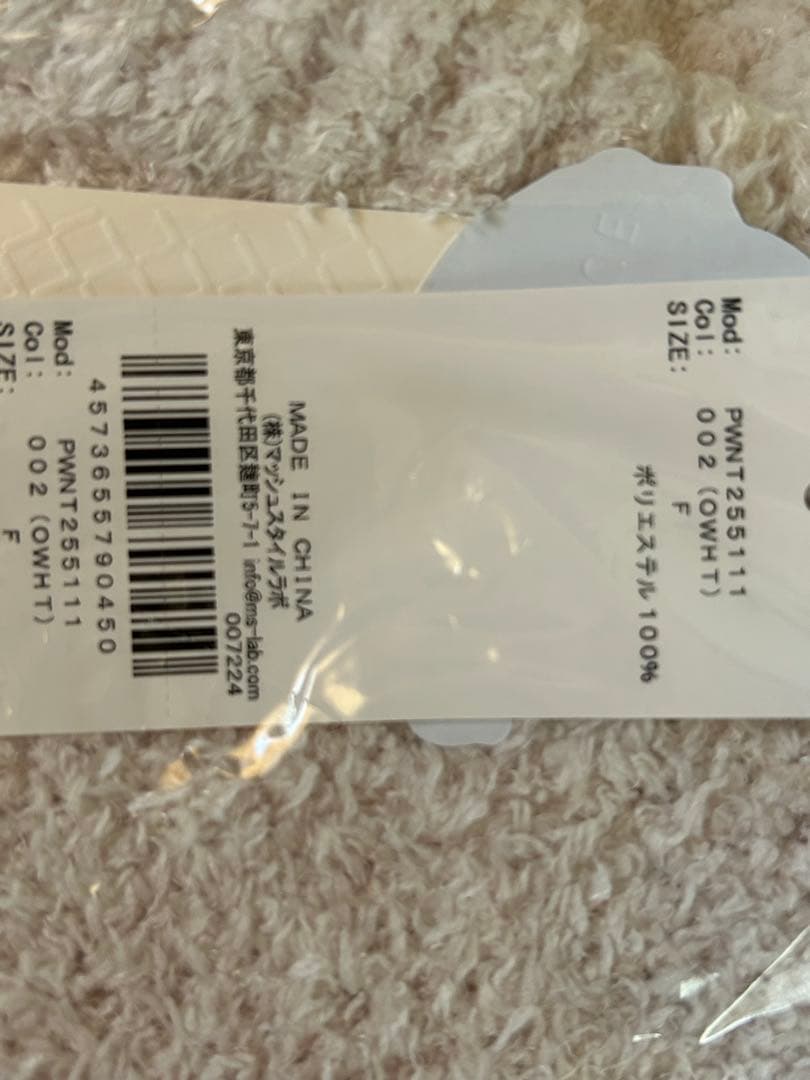 Mod: PWNT255111
Col: 002 (OWHT)
SIZE: F
ポリエステル100%
MADE IN CHINA
(株)マッシュスタイルラボ
東京都千代田区麹町5-7-1 info@ms-lab.com
007224
4573655790450
Mod: PWNT255111
Col: 002 (OWHT)
SIZE: F
CE